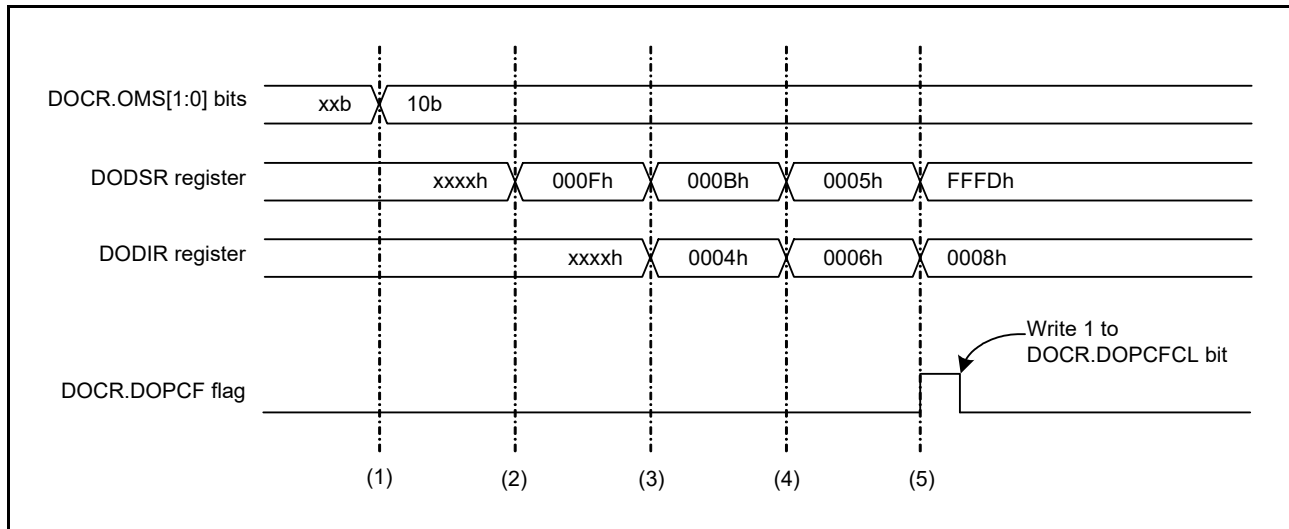 DOCR.OMS[1:0] bits xxb 10b
DODSR register xxxxh 000Fh 000Bh 0005h FFFDh
DODIR register xxxxh 0004h 0006h 0008h
Write 1 to
DOCR.DOPCFCL bit
DOCR.DOPCF flag
(1) (2) (3) (4) (5)